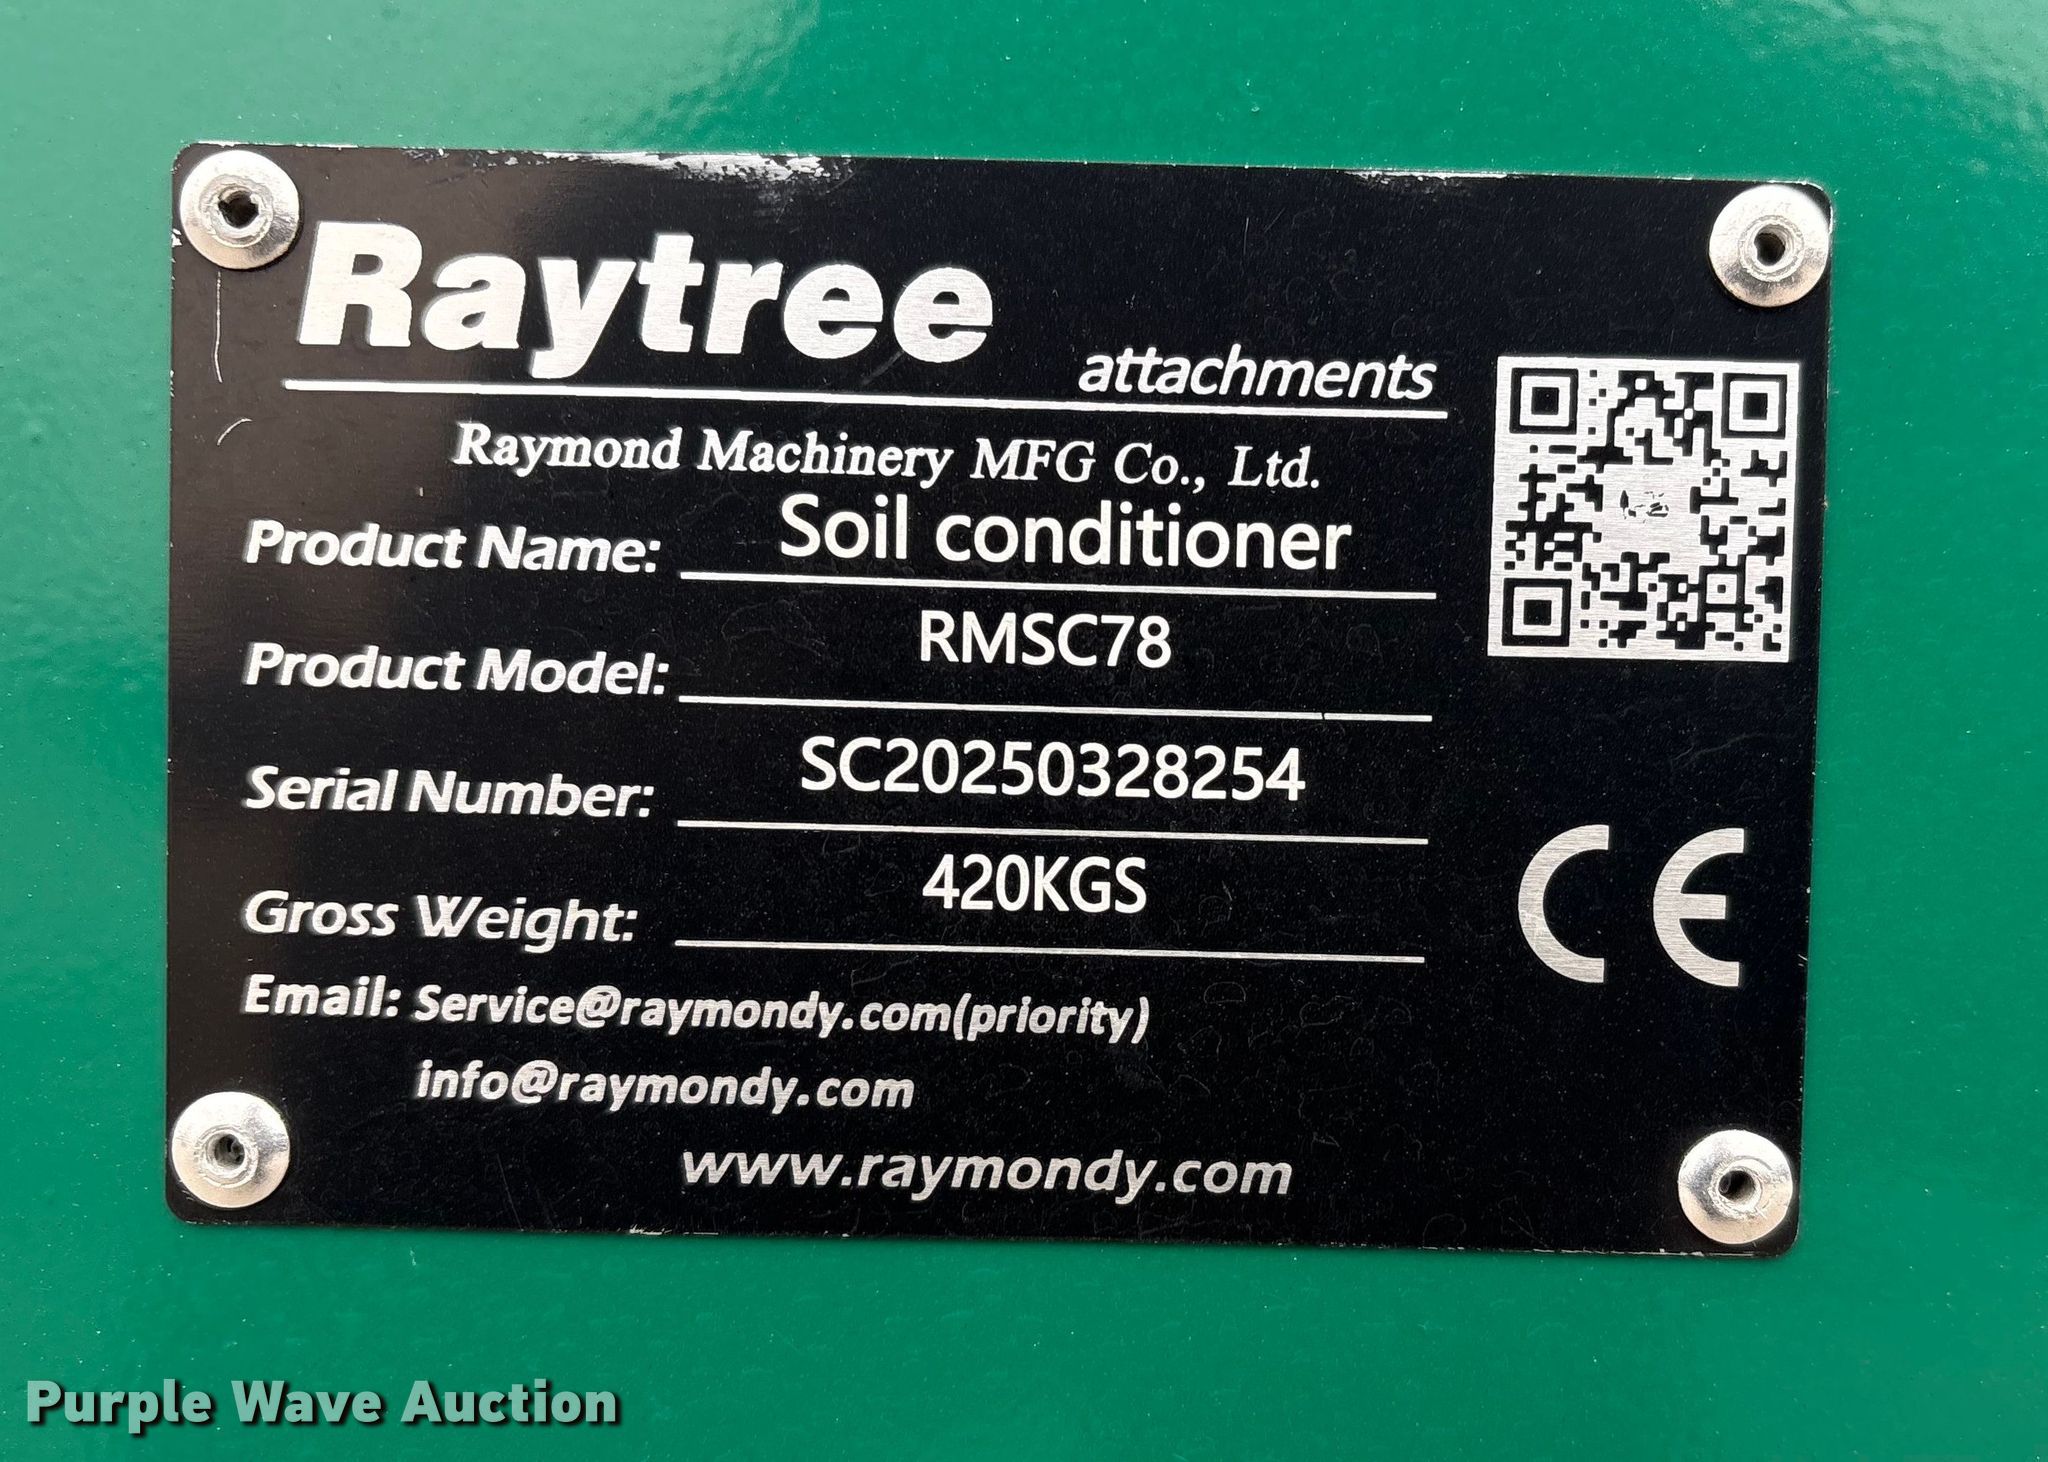 Raytree
attachments
Raymond Machinery MFG Co., Ltd.
Product Name: Soil conditioner
Product Model: RMSC78
Serial Number: SC20250328254
Gross Weight: 420KGS
CE
Email: Service@raymondy.com(priority)
info@raymondy.com
www.raymondy.com
Purple Wave Auction